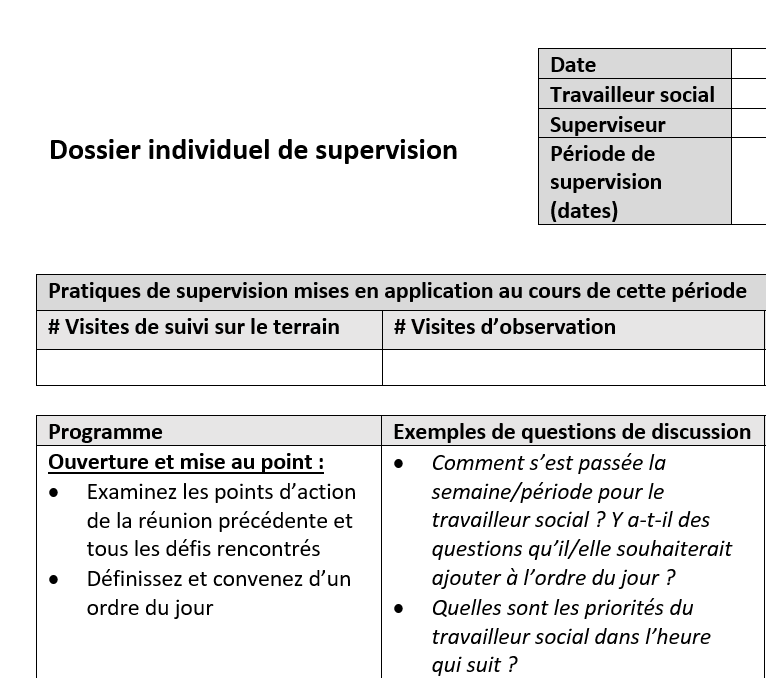 Date
Travailleur social
Superviseur
Période de
supervision
(dates)
Dossier individuel de supervision
Pratiques de supervision mises en application au cours de cette période
# Visites de suivi sur le terrain
# Visites d’observation
Programme
Exemples de questions de discussion
Ouverture et mise au point :
• Examinez les points d’action
de la réunion précédente et
tous les défis rencontrés
• Définissez et convenez d’un
ordre du jour
• Comment s’est passée la
semaine/période pour le
travailleur social ? Y a-t-il des
questions qu’il/elle souhaiterait
ajouter à l’ordre du jour ?
• Quelles sont les priorités du
travailleur social dans l’heure
qui suit ?